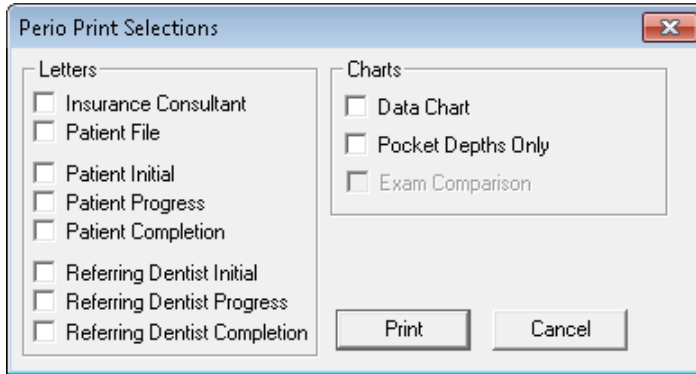 Perio Print Selections
Letters
Insurance Consultant
Patient File
Patient Initial
Patient Progress
Patient Completion
Referring Dentist Initial
Referring Dentist Progress
Referring Dentist Completion
Charts
Data Chart
Pocket Depths Only
Exam Comparison
Print
Cancel